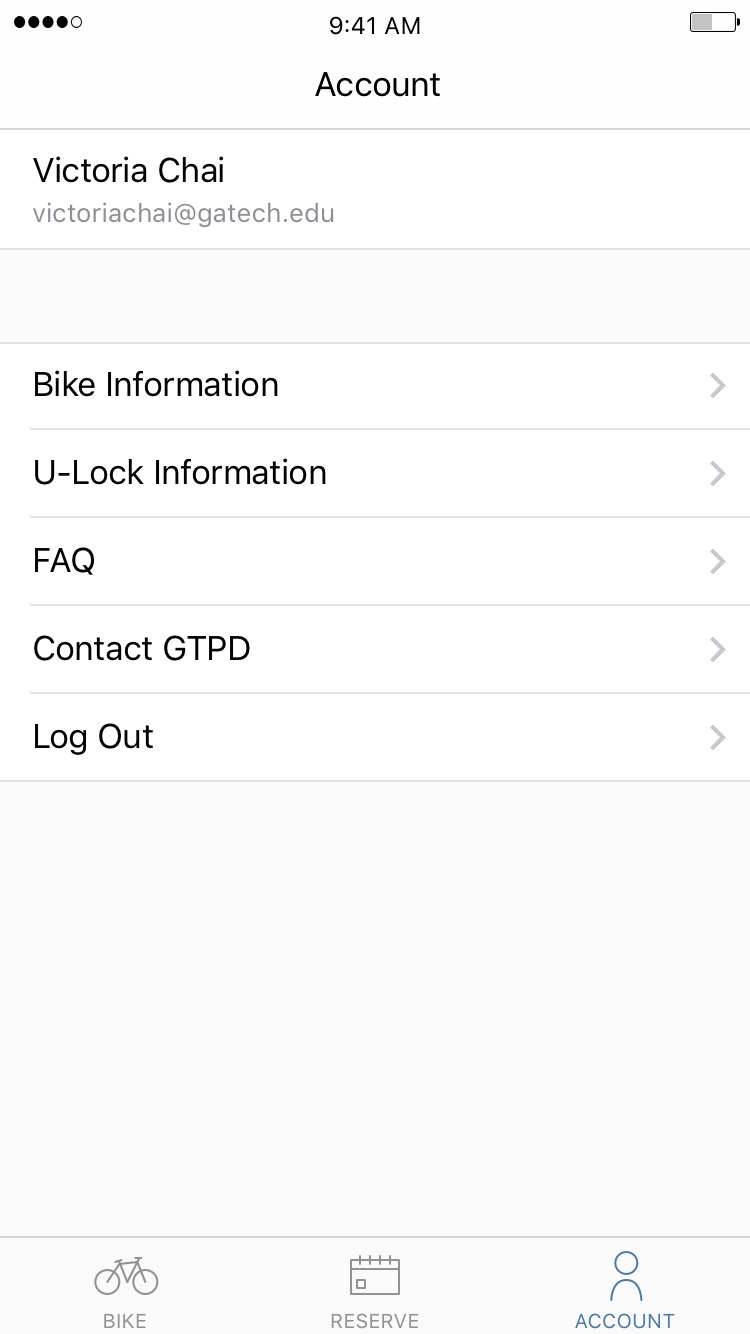 9:41 AM
Account
Victoria Chai
victoriachai@gatech.edu
Bike Information
U-Lock Information
FAQ
Contact GTPD
Log Out
BIKE
RESERVE
ACCOUNT